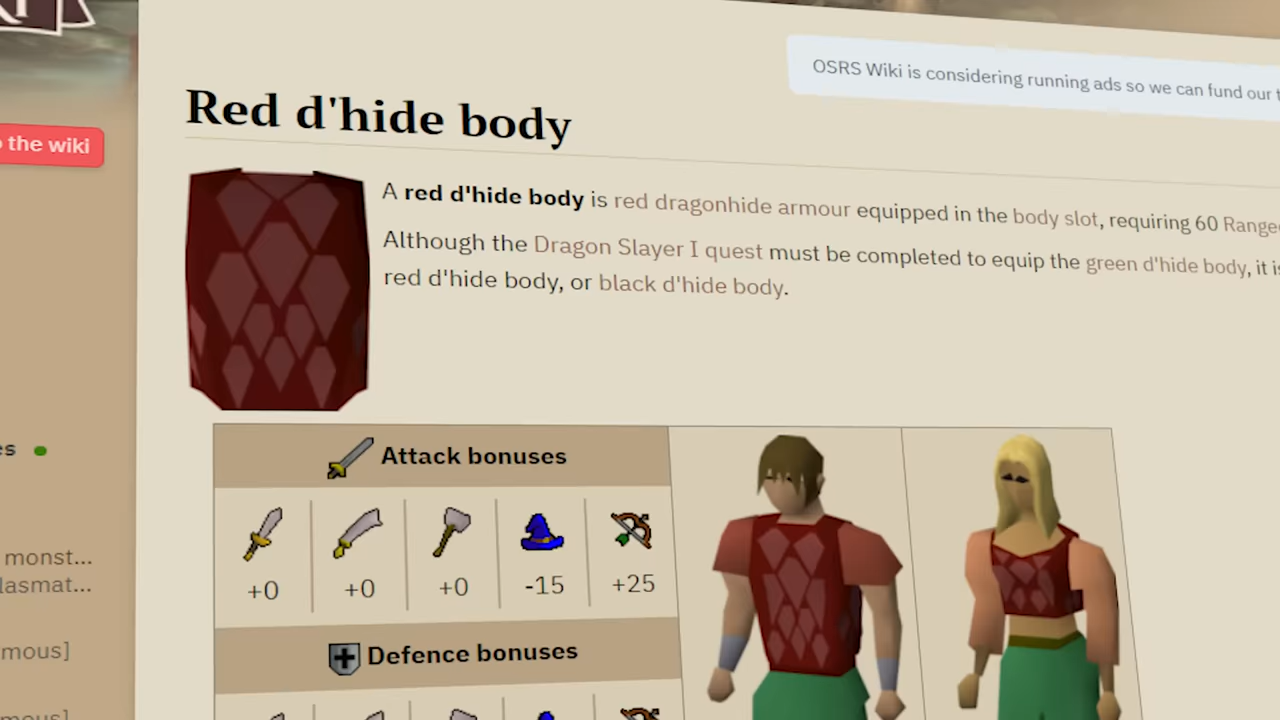 OSRS Wiki is considering running ads so we can fund our
Red d'hide body
the wiki
A red d'hide body is red dragonhide armour equipped in the body slot, requiring 60 Ranged
Although the Dragon Slayer I quest must be completed to equip the green d'hide body, it is
red d'hide body, or black d'hide body.
Attack bonuses
+0 +0 +0 -15 +25
Defence bonuses
es
monst...
lasmat...
mous]
mous]